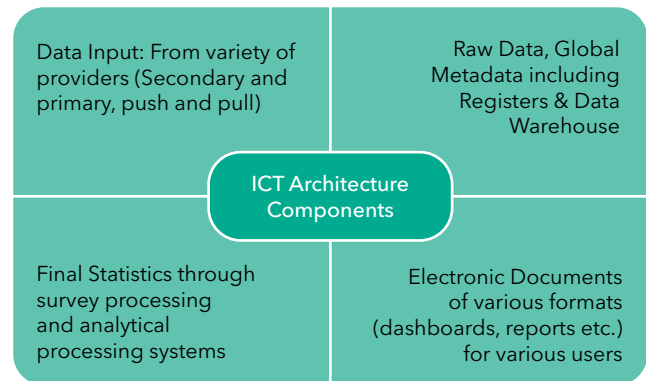 Data Input: From variety of
providers (Secondary and
primary, push and pull)
Raw Data, Global
Metadata including
Registers & Data
Warehouse
ICT Architecture
Components
Final Statistics through
survey processing
and analytical
processing systems
Electronic Documents
of various formats
(dashboards, reports etc.)
for various users